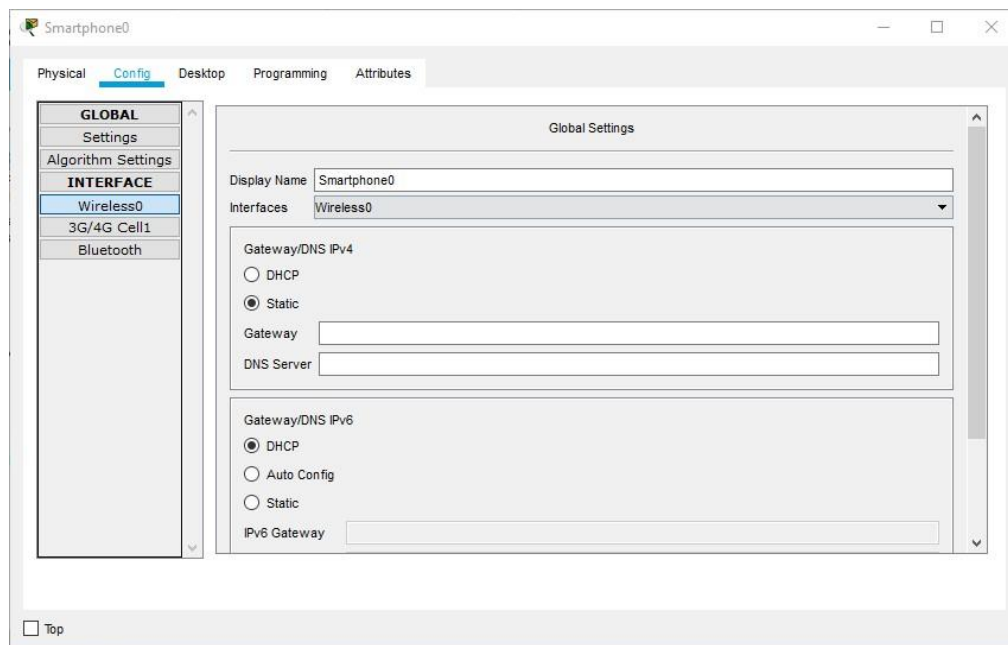 Smartphone0
Physical Config Desktop Programming Attributes
GLOBAL
Settings
Algorithm Settings
INTERFACE
Wireless0
3G/4G Cell1
Bluetooth
Global Settings
Display Name Smartphone0
Interfaces Wireless0
Gateway/DNS IPv4
DHCP
Static
Gateway
DNS Server
Gateway/DNS IPv6
DHCP
Auto Config
Static
IPv6 Gateway
Top